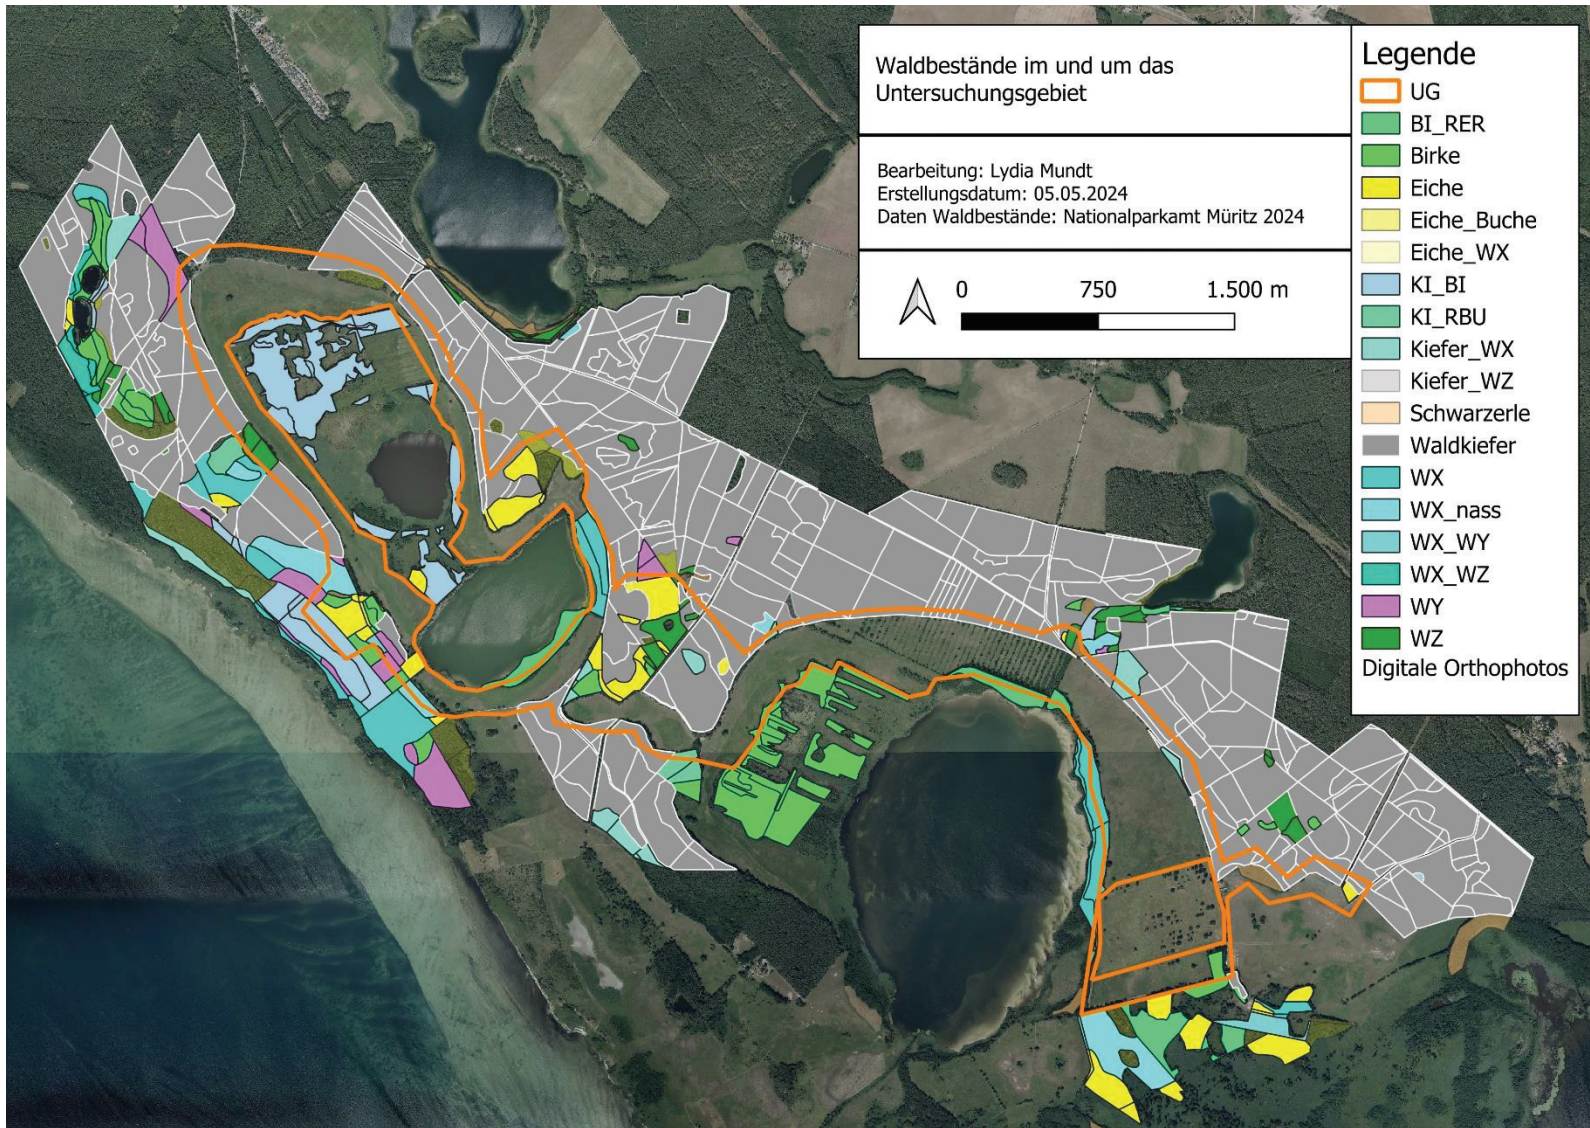 Waldbestände im und um das
Untersuchungsgebiet
Bearbeitung: Lydia Mundt
Erstellungsdatum: 05.05.2024
Daten Waldbestände: Nationalparkamt Müritz 2024
0 750 1.500 m
Legende
UG
BI_RER
Birke
Eiche
Eiche_Buche
Eiche_WX
KI_BI
KI_RBU
Kiefer_WX
Kiefer_WZ
Schwarzerle
Waldkiefer
WX
WX_nass
WX_WY
WX_WZ
WY
WZ
Digitale Orthophotos